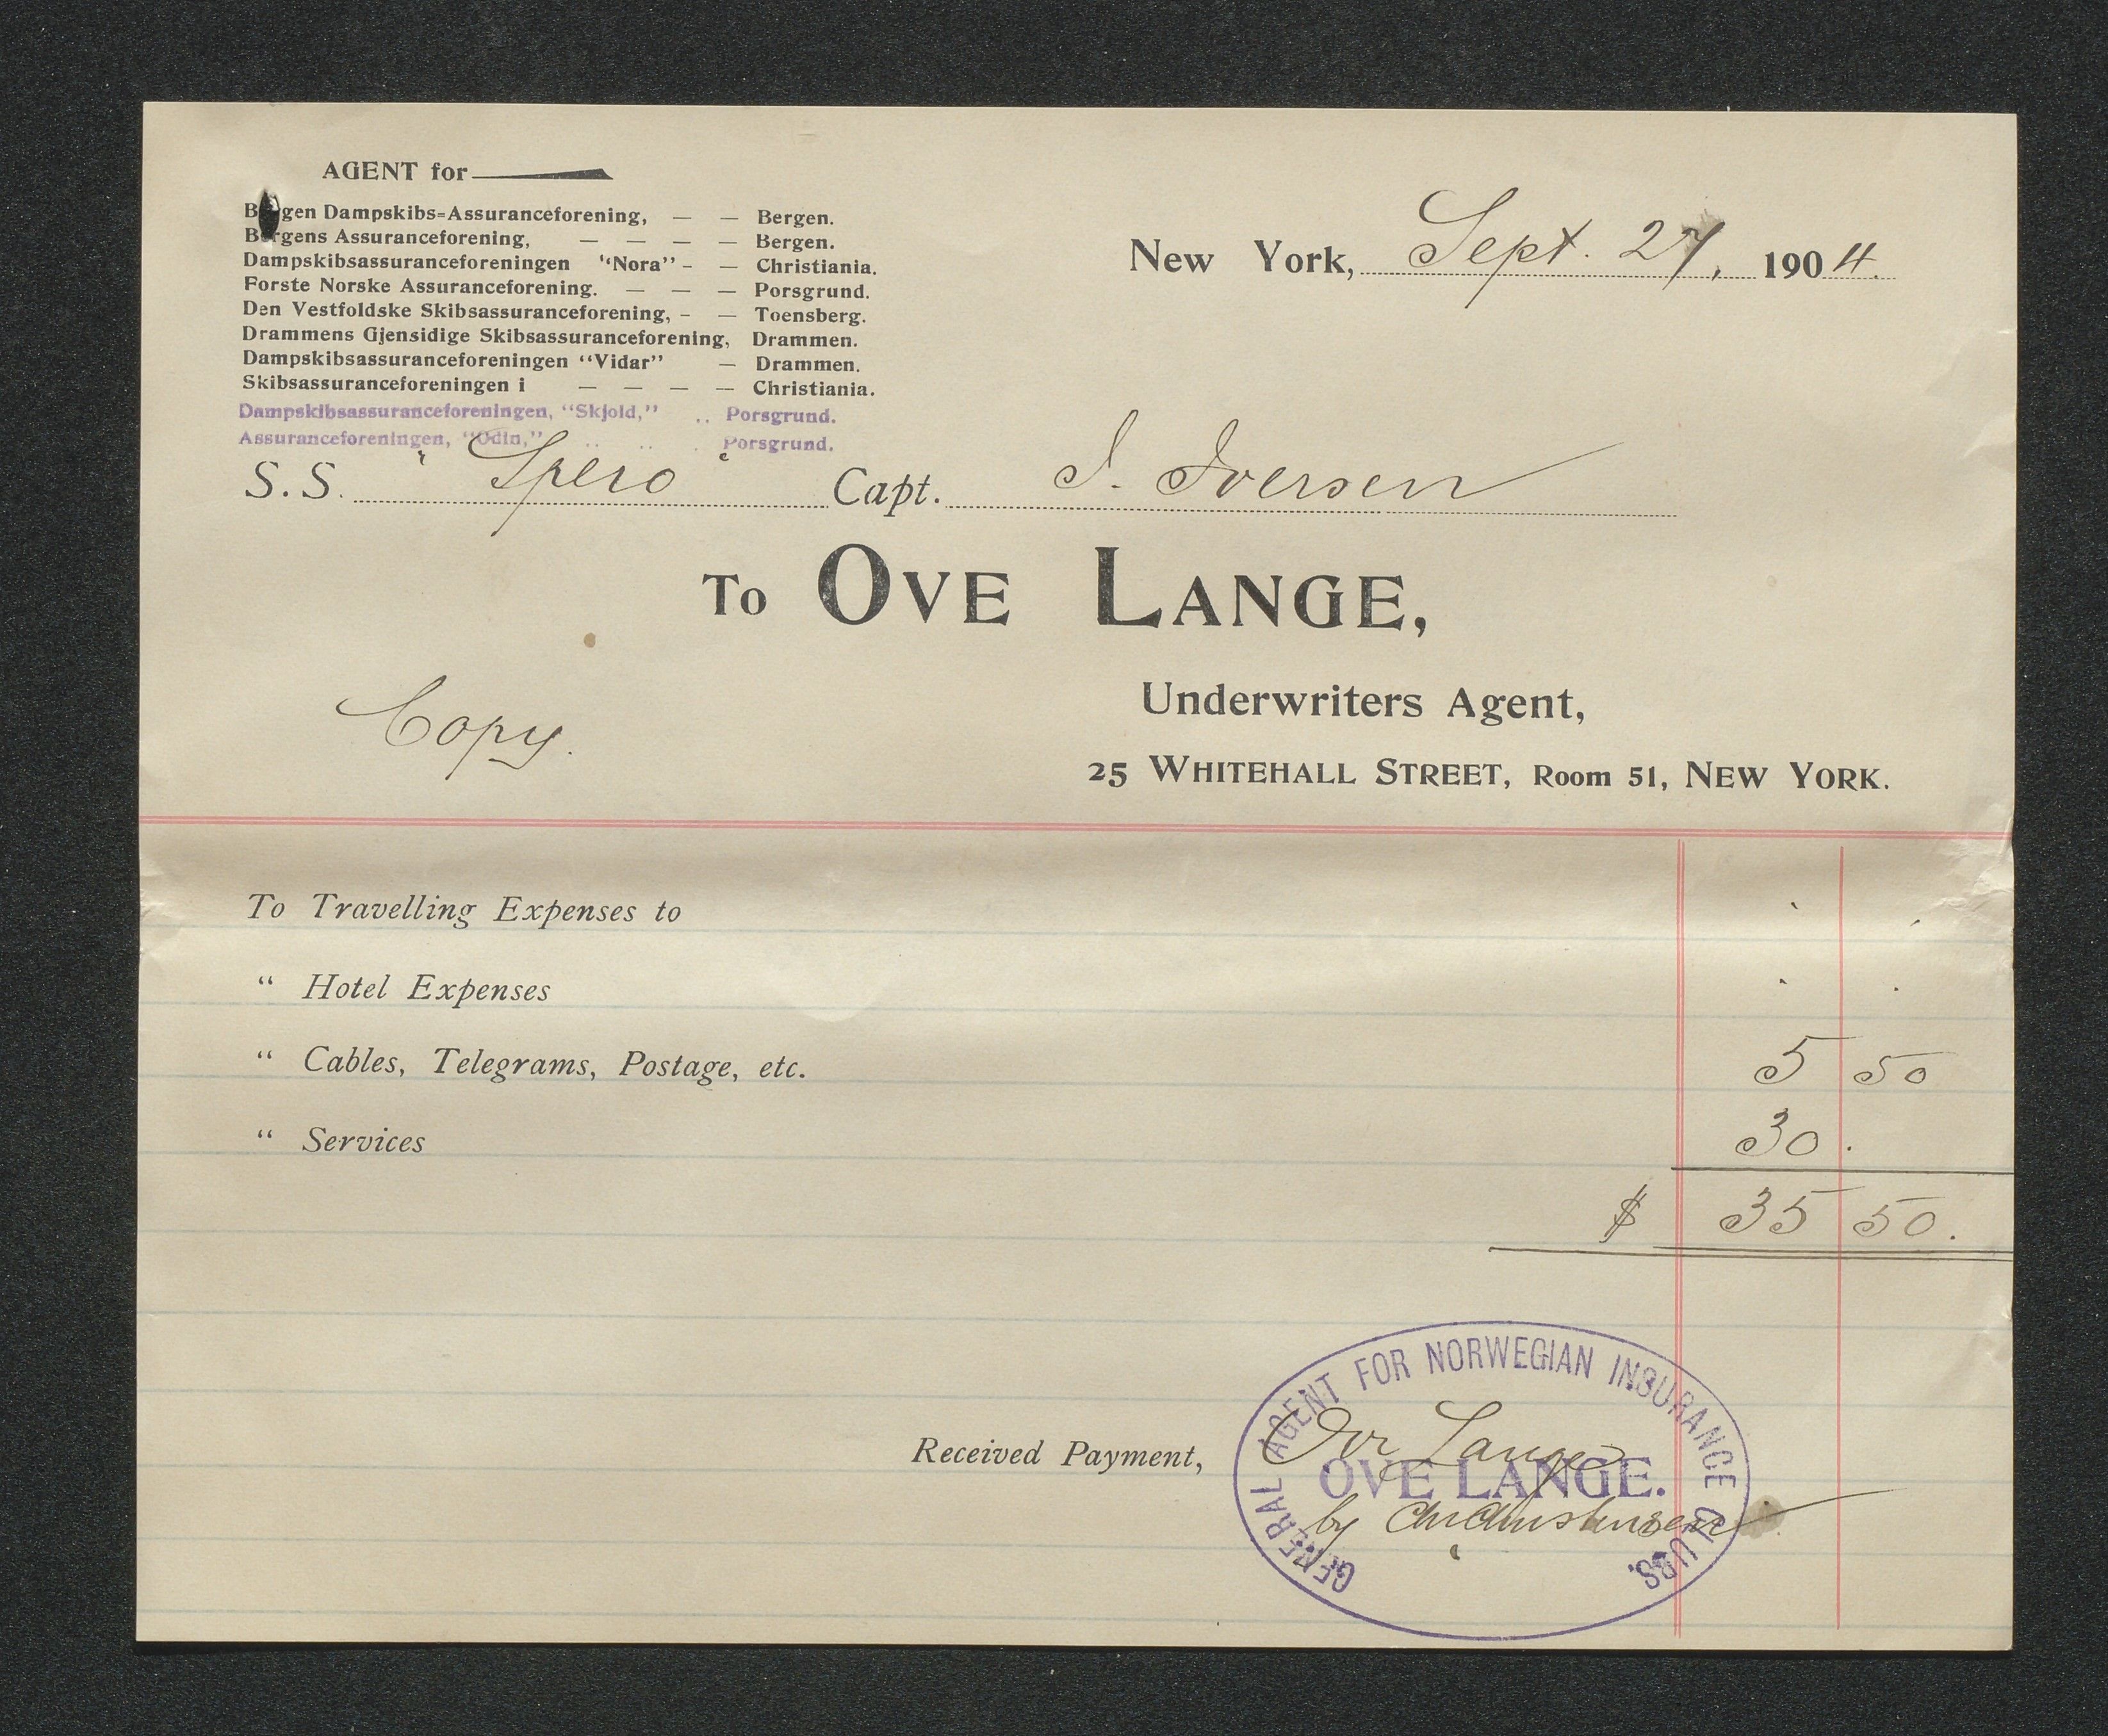 AGENT for
Bergen Dampskibs=Assuranceforening, — — Bergen.
Bergens Assuranceforening, — — — — Bergen.
Dampskibsassuranceforeningen "Nora" - — Christiania.
Forste Norske Assuranceforening. — — — Porsgrund.
Den Vestfoldske Skibsassuranceforening, - — Toensberg.
Drammens Gjensidige Skibsassuranceforening, Drammen.
Dampskibsassuranceforeningen "Vidar" — Drammen.
Skibsassuranceforeningen i — — — — Christiania.
Dampskibsassuranceforeningen, "Skjold," .. Porsgrund.
Assuranceforeningen, "Odin," .. .. . Porsgrund.
New York, Sept. 27, 1904.
S.S. "Spero" Capt. I. Iversen
To OVE LANGE,
Copy.
Underwriters Agent,
25 WHITEHALL STREET, Room 51, NEW YORK.
To Travelling Expenses to . .
" Hotel Expenses . .
" Cables, Telegrams, Postage, etc. 5 50
" Services 30 .
$ 35 50.
GENERAL AGENT FOR NORWEGIAN INSURANCE CLUBS.
Received Payment, Ove Lange
OVE LANGE.
by